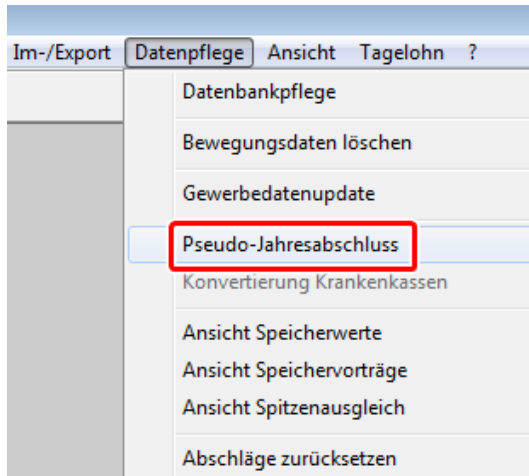 Im-/Export Datenpflege Ansicht Tagelohn ?
Datenbankpflege
Bewegungsdaten löschen
Gewerbedatenupdate
Pseudo-Jahresabschluss
Konvertierung Krankenkassen
Ansicht Speicherwerte
Ansicht Speichervorträge
Ansicht Spitzenausgleich
Abschläge zurücksetzen